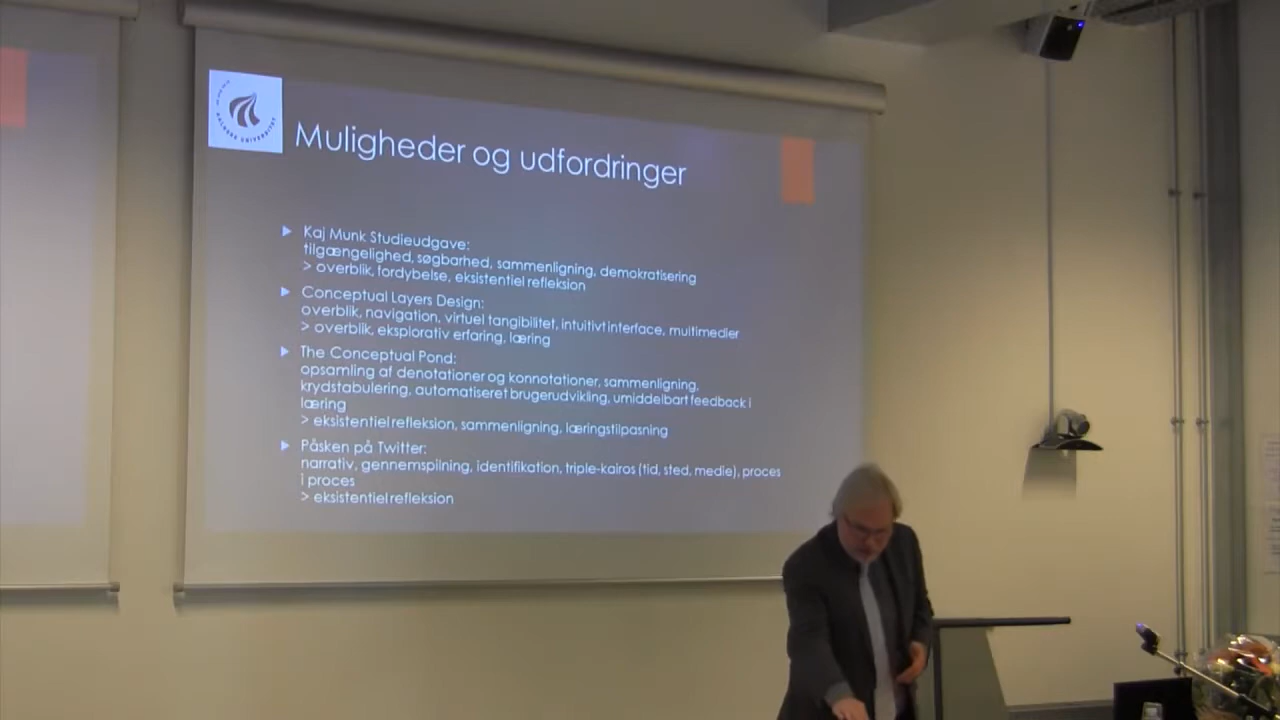 AALBORG UNIVERSITET
Muligheder og udfordringer
Kaj Munk Studieudgave:
tilgængelighed, søgbarhed, sammenligning, demokratisering
> overblik, fordybelse, eksistentiel refleksion
Conceptual Layers Design:
overblik, navigation, virtuel tangibilitet, intuitivt interface, multimedier
> overblik, eksplorativ erfaring, læring
The Conceptual Pond:
opsamling af denotationer og konnotationer, sammenligning,
krydstabulering, automatiseret brugerudvikling, umiddelbart feedback i
læring
> eksistentiel refleksion, sammenligning, læringstilpasning
Påsken på Twitter:
narrativ, gennemspilning, identifikation, triple-kairos (tid, sted, medie), proces
i proces
> eksistentiel refleksion